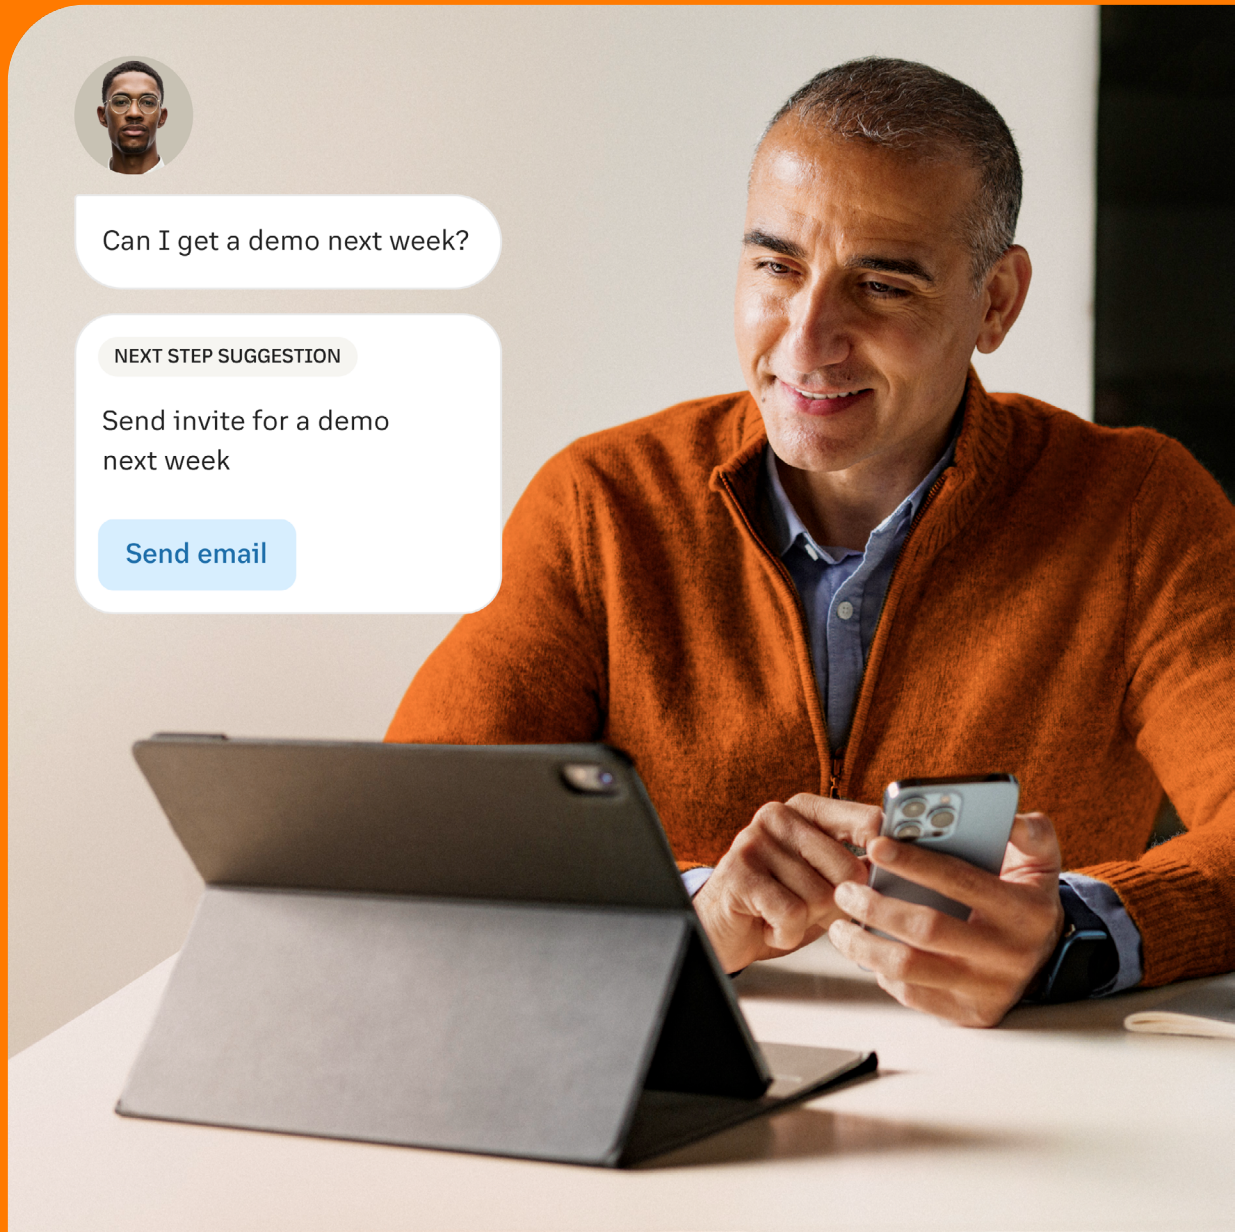 Can I get a demo next week?
NEXT STEP SUGGESTION
Send invite for a demo
next week
Send email